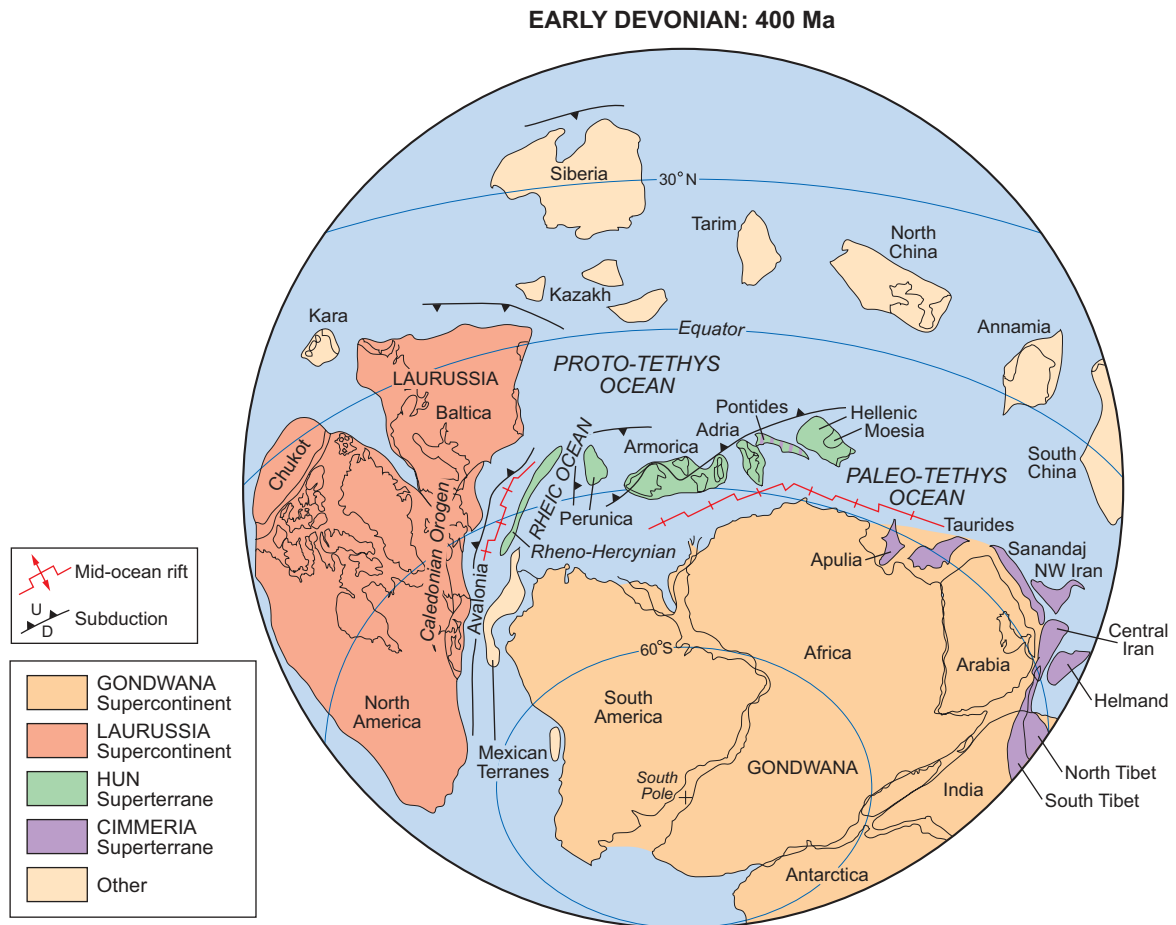 EARLY DEVONIAN: 400 Ma
Siberia
30°N
Tarim
North
China
Kazakh
Kara
Equator
Annamia
LAURUSSIA
PROTO-TETHYS
OCEAN
Baltica
Pontides
Hellenic
Moesia
Adria
Armorica
Chukot
South
China
RHEIC OCEAN
PALEO-TETHYS
OCEAN
Perunica
Taurides
Rheno-Hercynian
Apulia
Sanandaj
NW Iran
Caledonian Orogen
Avalonia
Mid-ocean rift
U
D
Subduction
Central
Iran
60°S
Africa
Arabia
Helmand
GONDWANA
Supercontinent
LAURUSSIA
Supercontinent
HUN
Superterrane
CIMMERIA
Superterrane
Other
North
America
South
America
Mexican
Terranes
South
Pole
GONDWANA
India
North Tibet
South Tibet
Antarctica